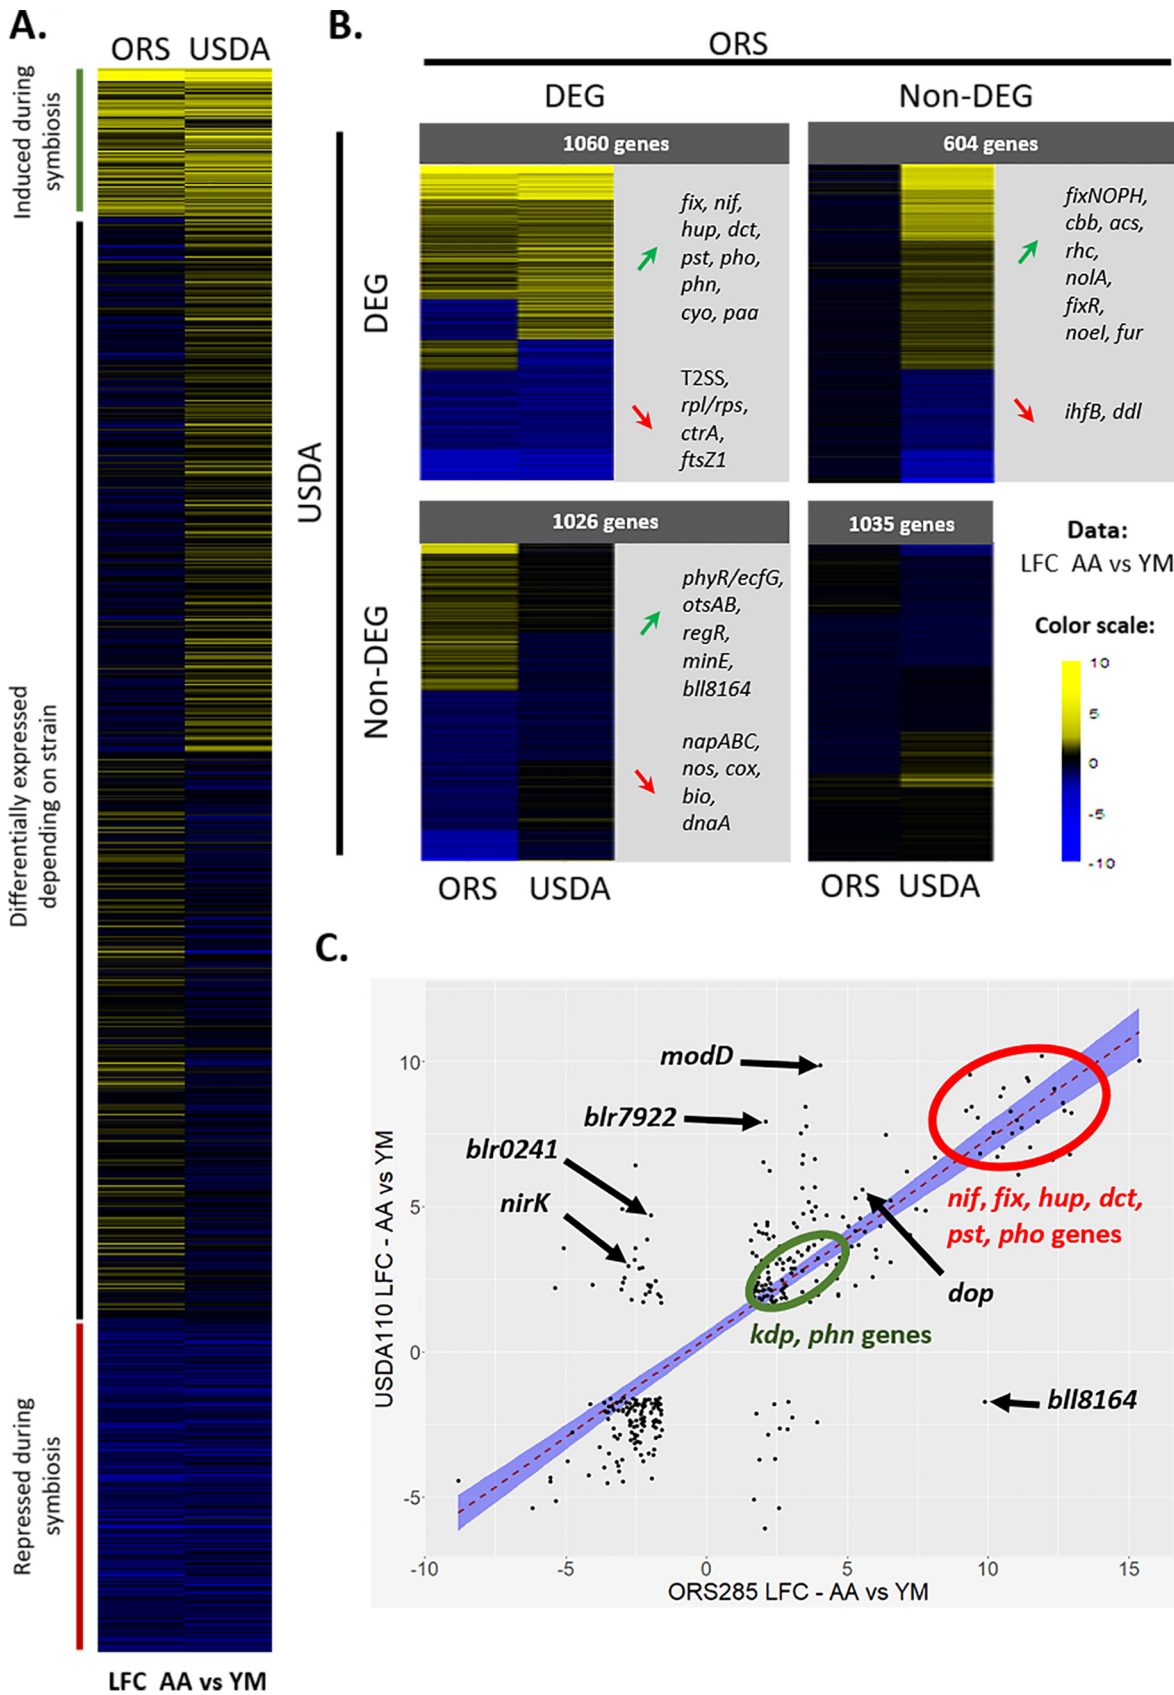 A.
ORS USDA
Induced during
symbiosis
Differentially expressed
depending on strain
Repressed during
symbiosis
LFC AA vs YM
B.
ORS
DEG
Non-DEG
USDA
DEG
Non-DEG
1060 genes
fix, nif,
hup, dct,
pst, pho,
phn,
cyo, paa
T2SS,
rpl/rps,
ctrA,
ftsZ1
604 genes
fixNOPH,
cbb, acs,
rhc,
nolA,
fixR,
noeI, fur
ihfB, ddl
1026 genes
phyR/ecfG,
otsAB,
regR,
minE,
bll8164
napABC,
nos, cox,
bio,
dnaA
1035 genes
ORS USDA
ORS USDA
Data:
LFC AA vs YM
Color scale:
10
5
0
-5
-10
C.
USDA110 LFC - AA vs YM
10
5
0
-5
-10
-5
0
5
10
15
ORS285 LFC - AA vs YM
modD
blr7922
blr0241
nirK
nif, fix, hup, dct,
pst, pho genes
dop
kdp, phn genes
bll8164